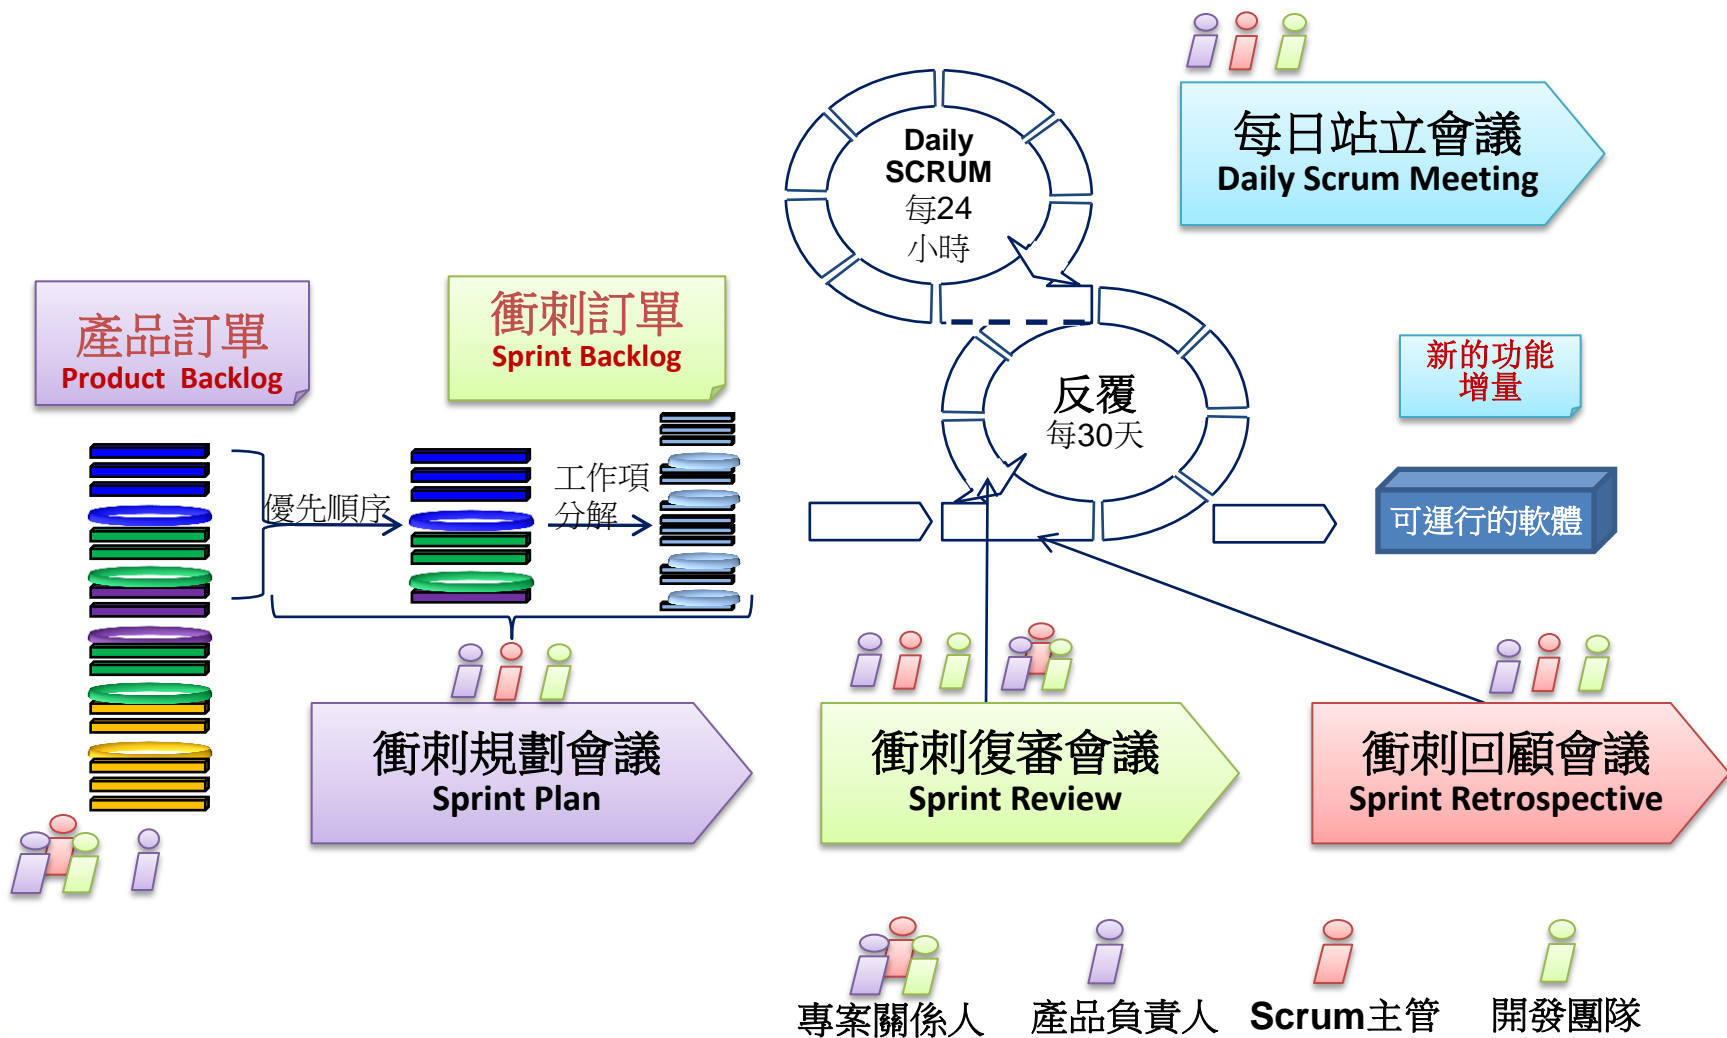 每日站立會議
Daily Scrum Meeting
Daily
SCRUM
每24
小時
產品訂單
Product Backlog
衝刺訂單
Sprint Backlog
反覆
每30天
新的功能
增量
優先順序
工作項
分解
可運行的軟體
衝刺規劃會議
Sprint Plan
衝刺復審會議
Sprint Review
衝刺回顧會議
Sprint Retrospective
專案關係人
產品負責人
Scrum主管
開發團隊